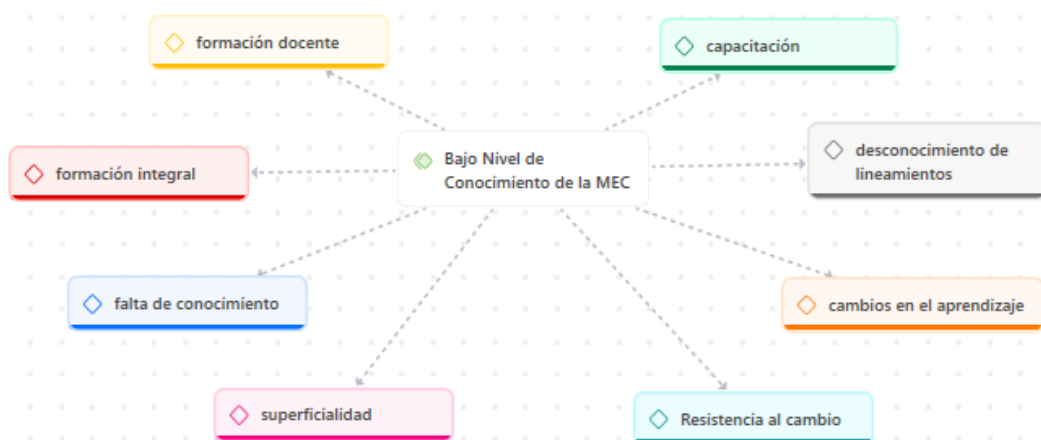 formación docente
capacitación
Bajo Nivel de
Conocimiento de la MEC
desconocimiento de
lineamientos
formación integral
falta de conocimiento
cambios en el aprendizaje
superficialidad
Resistencia al cambio